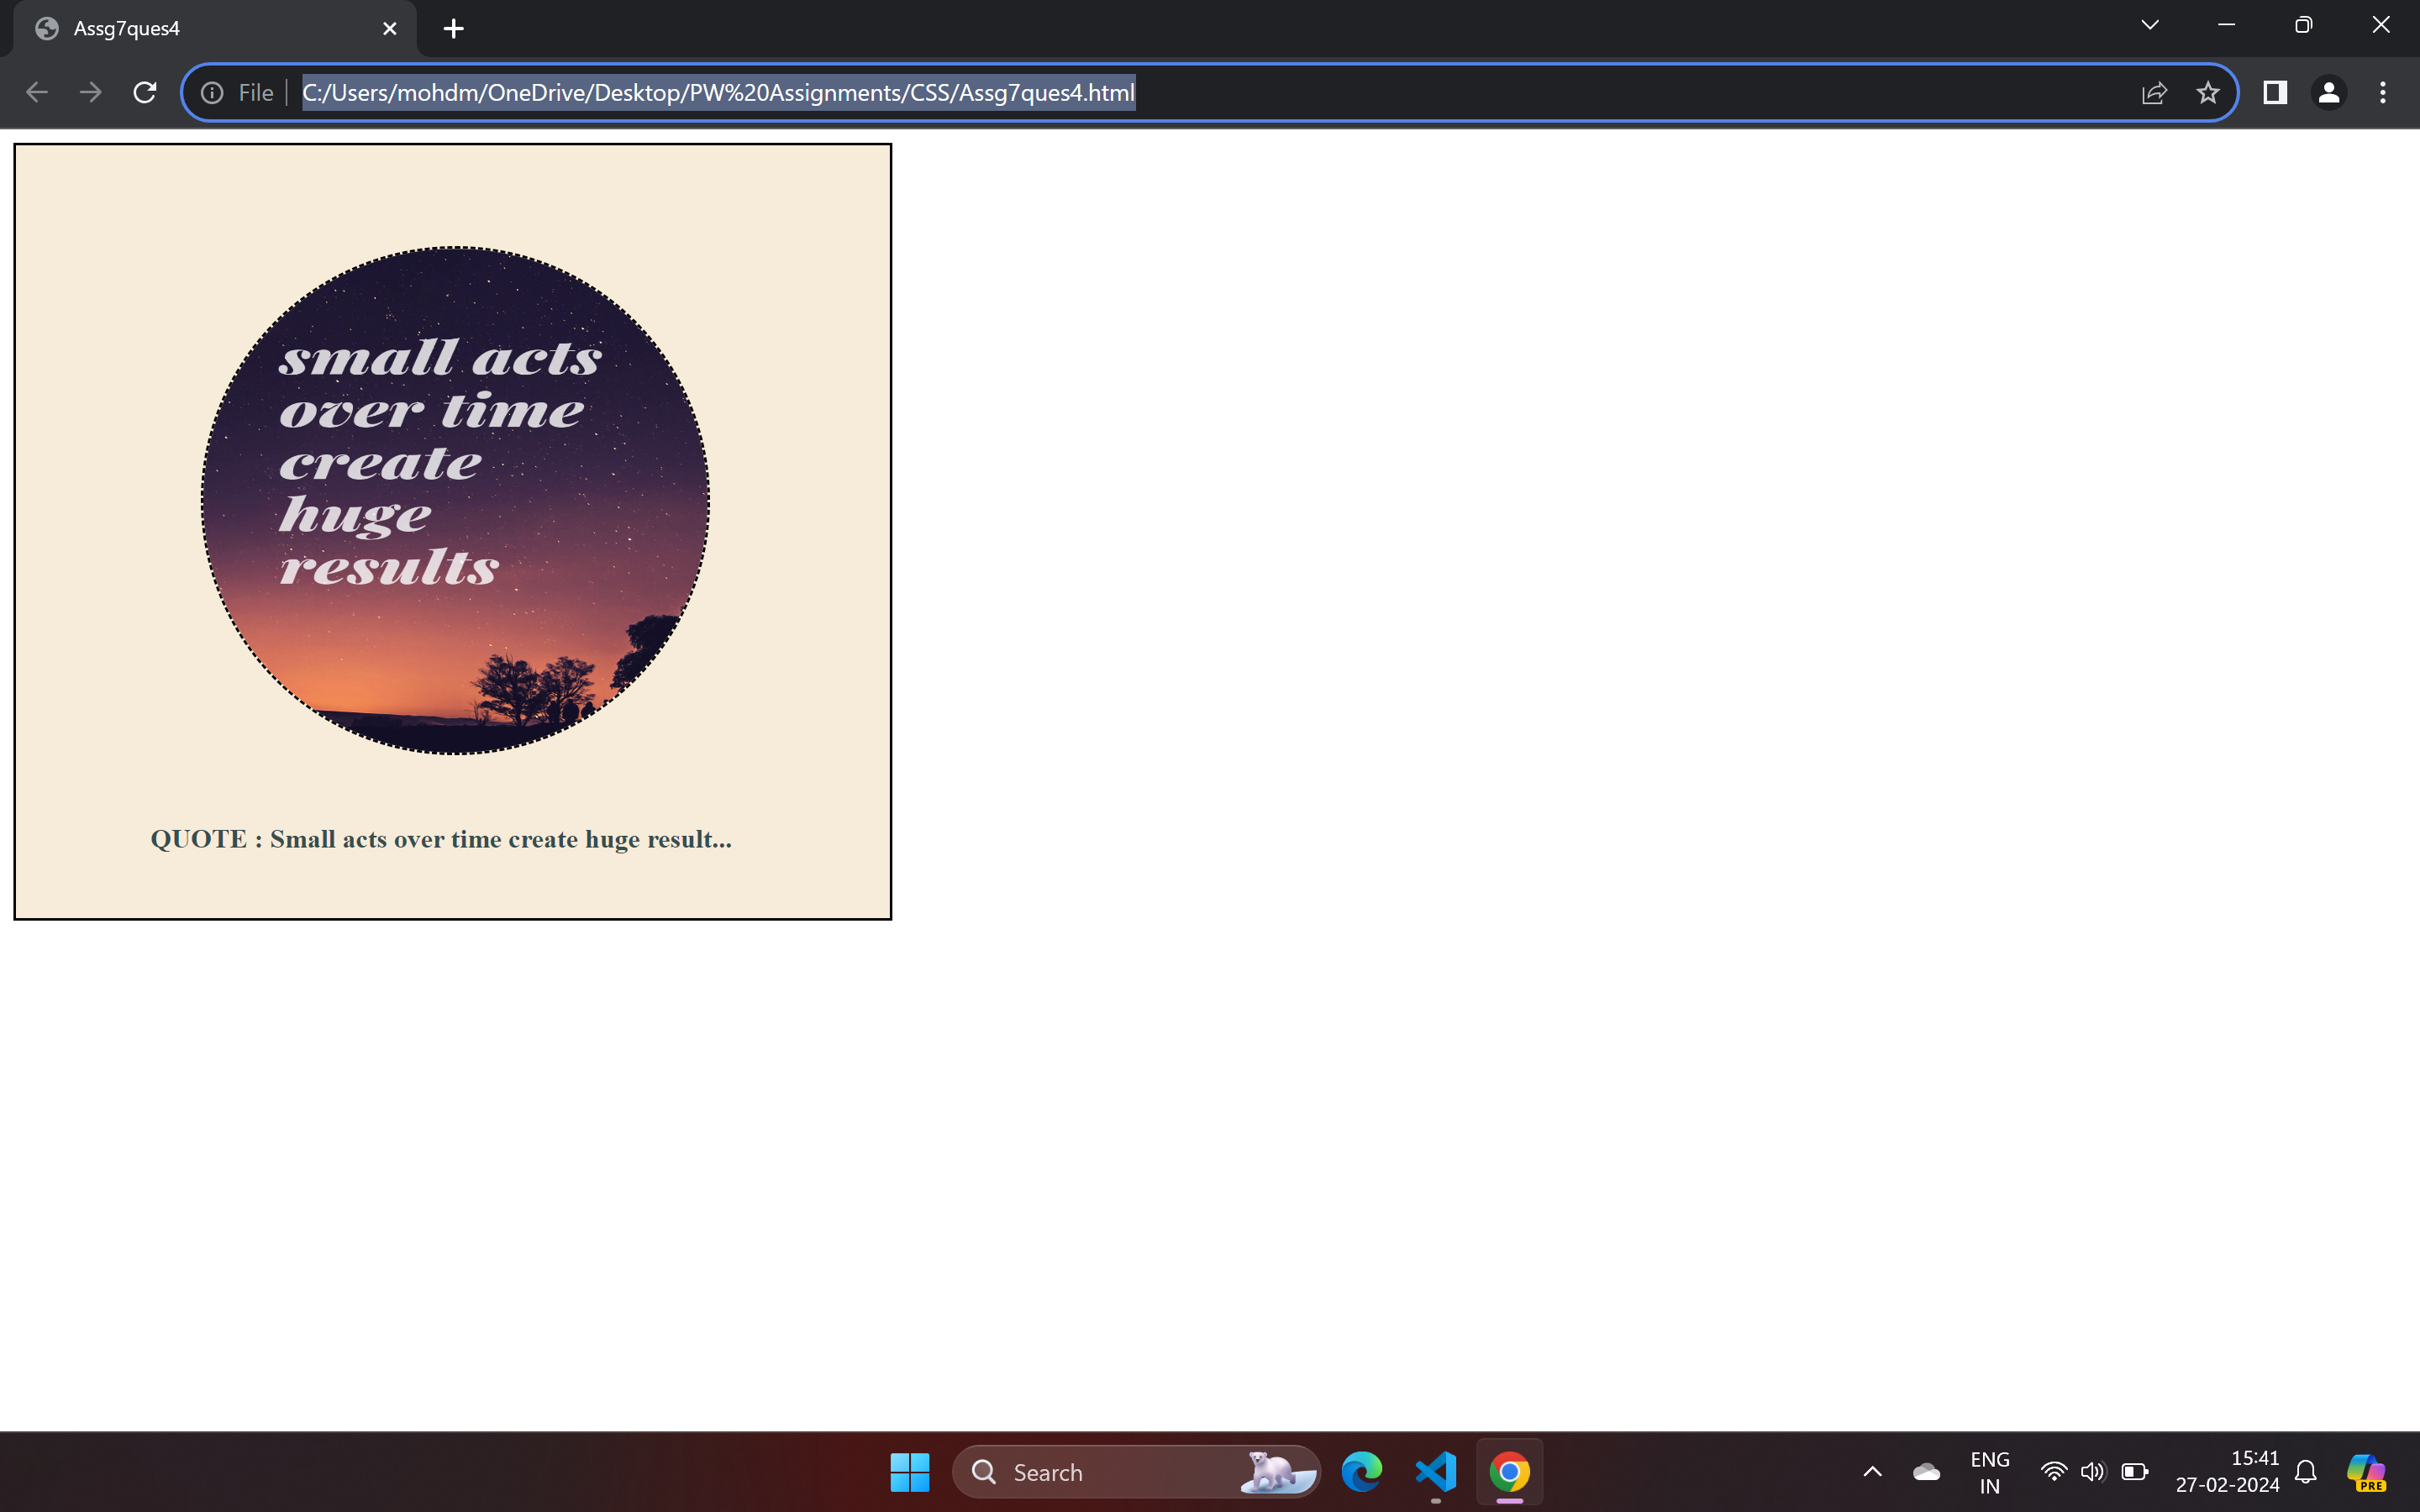 Assg7ques4
File C:/Users/mohdm/OneDrive/Desktop/PW%20Assignments/CSS/Assg7ques4.html
small acts
over time
create
huge
results
QUOTE : Small acts over time create huge result...
Search
ENG
IN
15:41
27-02-2024
PRE